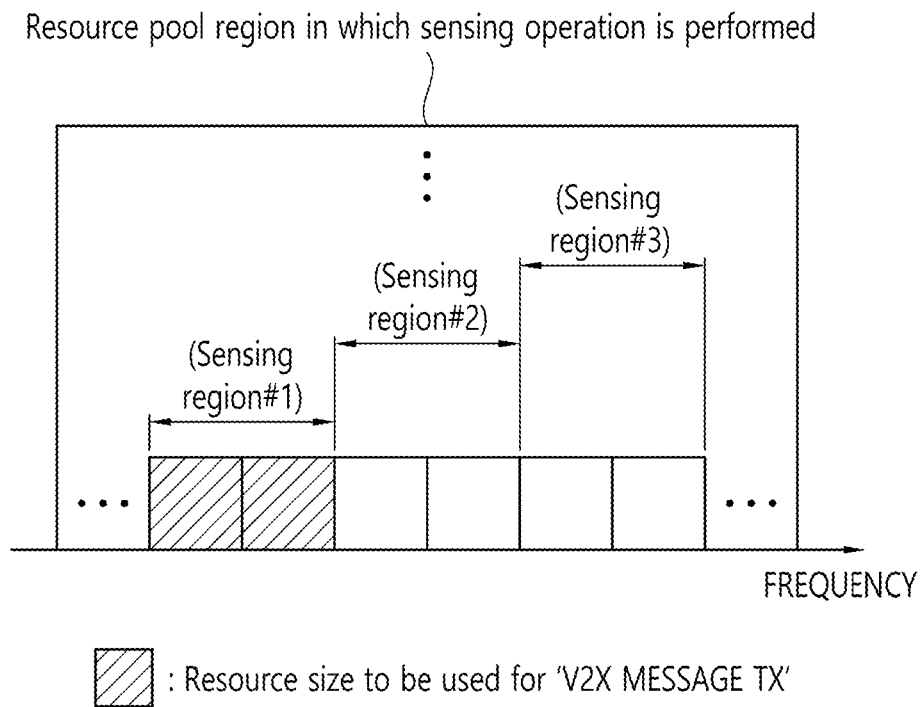 Resource pool region in which sensing operation is performed
(Sensing
region#3)
(Sensing
region#2)
(Sensing
region#1)
FREQUENCY
: Resource size to be used for 'V2X MESSAGE TX'